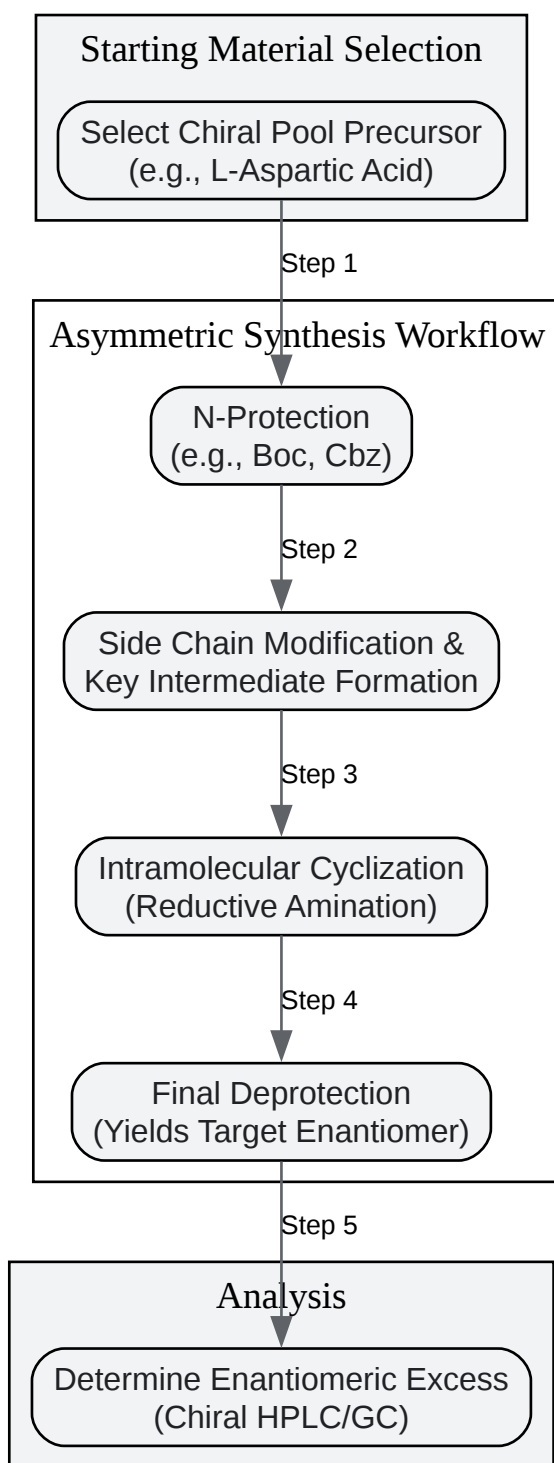 Starting Material Selection
Select Chiral Pool Precursor
(e.g., L-Aspartic Acid)
Step 1
Asymmetric Synthesis Workflow
N-Protection
(e.g., Boc, Cbz)
Step 2
Side Chain Modification &
Key Intermediate Formation
Step 3
Intramolecular Cyclization
(Reductive Amination)
Step 4
Final Deprotection
(Yields Target Enantiomer)
Step 5
Analysis
Determine Enantiomeric Excess
(Chiral HPLC/GC)